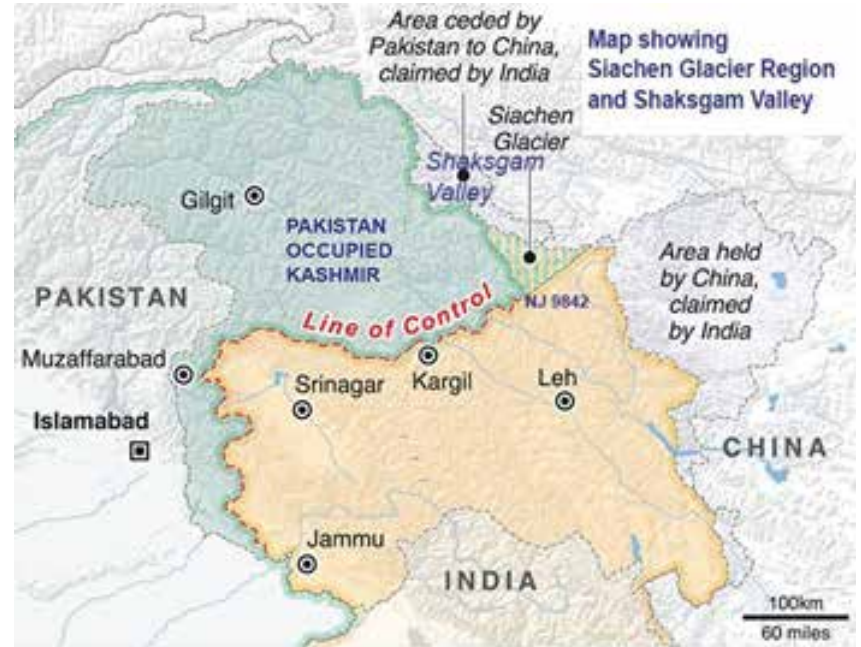 Area ceded by
Pakistan to China,
claimed by India
Map showing
Siachen Glacier Region
and Shaksgam Valley
Siachen
Glacier
Shaksgam
Valley
Gilgit
PAKISTAN
OCCUPIED
KASHMIR
Area held
by China,
claimed
by India
PAKISTAN
Line of Control
NJ 9842
Muzaffarabad
Srinagar
Kargil
Leh
Islamabad
CHINA
Jammu
INDIA
100km
60 miles